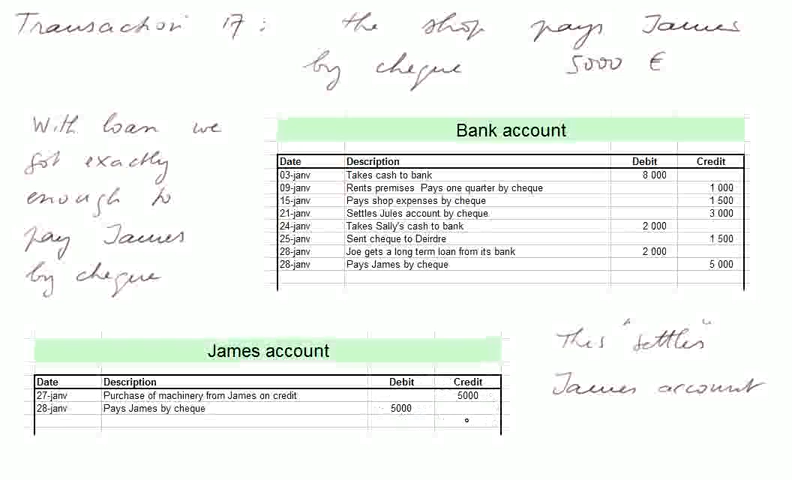 Transaction 17: the shop pays James
by cheque 5000 €
With loan we
got exactly
enough to
pay James
by cheque
Bank account
Date Description Debit Credit
03-janv Takes cash to bank 8 000
09-janv Rents premises Pays one quarter by cheque 1 000
15-janv Pays shop expenses by cheque 1 500
21-janv Settles Jules account by cheque 3 000
24-janv Takes Sally's cash to bank 2 000
25-janv Sent cheque to Deirdre 1 500
28-janv Joe gets a long term loan from its bank 2 000
28-janv Pays James by cheque 5 000
James account
Date Description Debit Credit
27-janv Purchase of machinery from James on credit 5000
28-janv Pays James by cheque 5000
0
This "settles"
James account